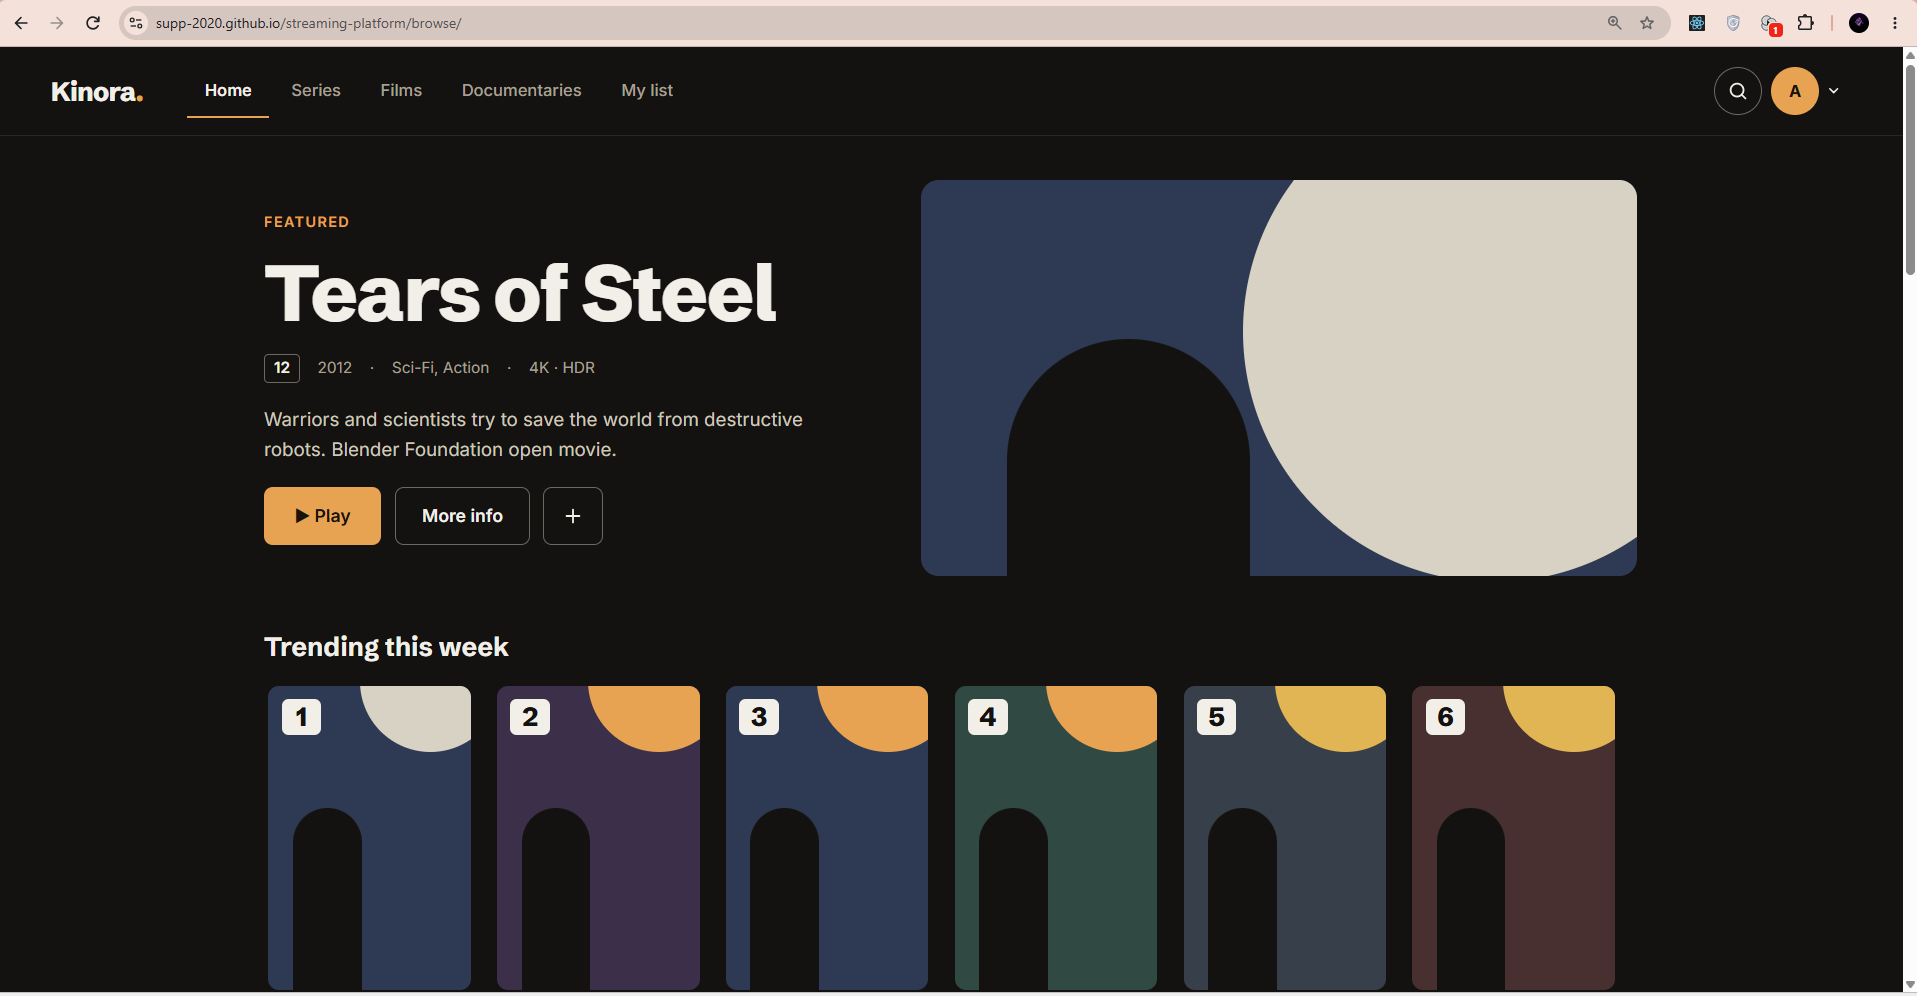 supp-2020.github.io/streaming-platform/browse/
1
Kinora.
Home
Series
Films
Documentaries
My list
A
FEATURED
Tears of Steel
12 2012 · Sci-Fi, Action · 4K · HDR
Warriors and scientists try to save the world from destructive
robots. Blender Foundation open movie.
Play
More info
+
Trending this week
1
2
3
4
5
6